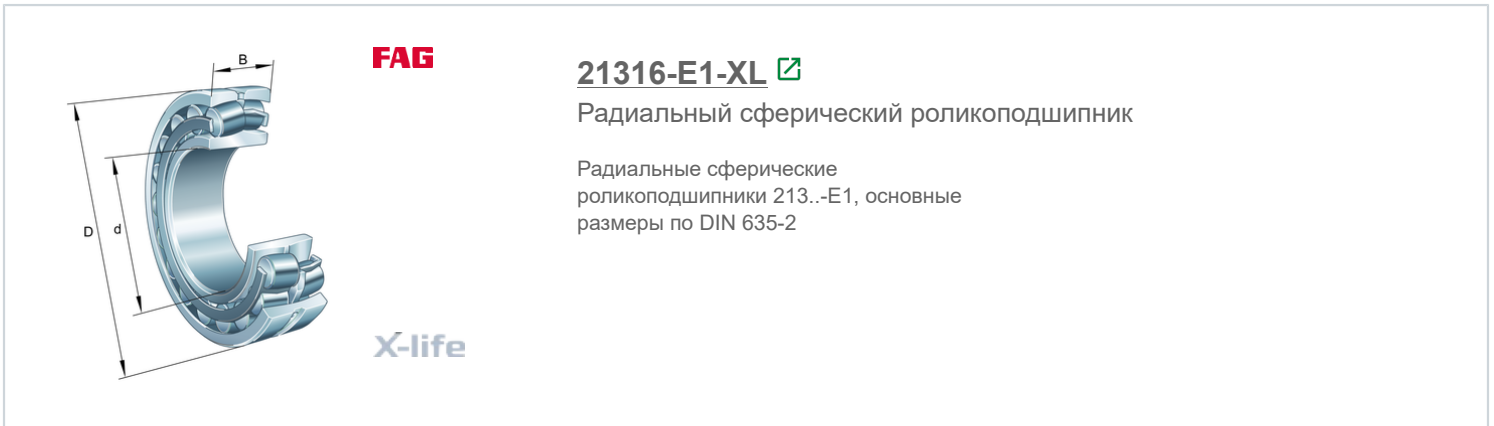 B
FAG
21316-E1-XL
Радиальный сферический роликоподшипник
Радиальные сферические
роликоподшипники 213..-E1, основные
размеры по DIN 635-2
D
d
X-life